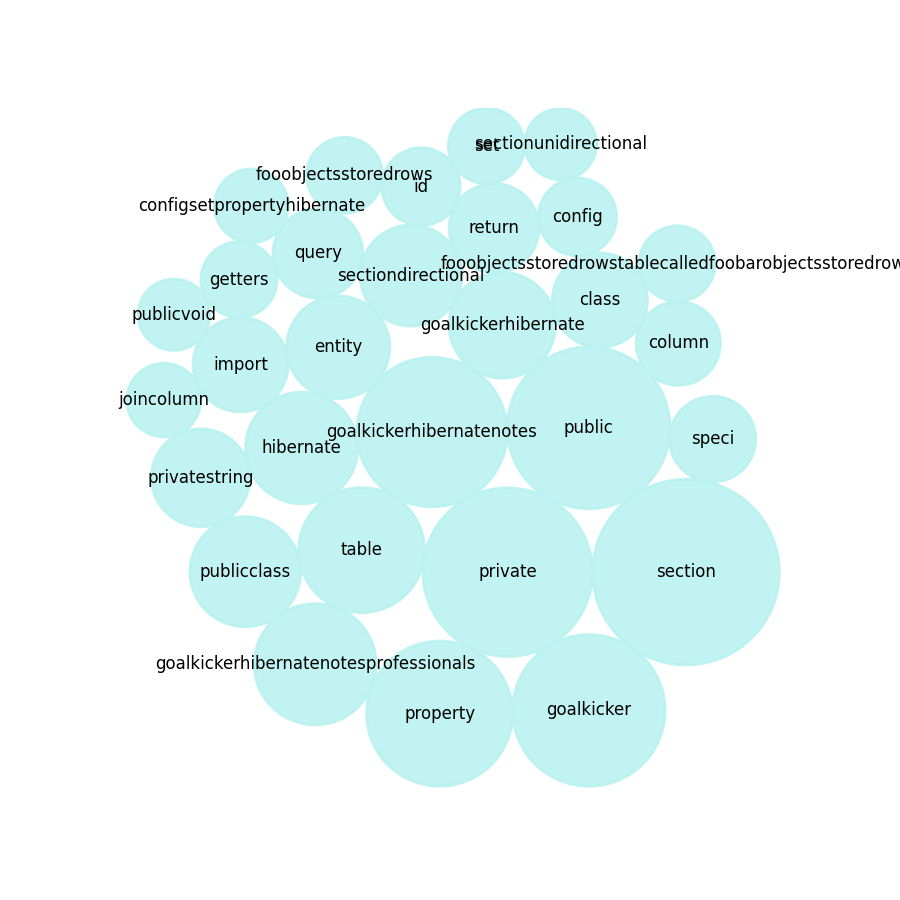 set
sectionunidirectional
fooobjectsstoredrows
id
configsetpropertyhibernate
config
return
query
fooobjectsstoredrowstablecalledfoobarobjectsstoredrow
sectiondirectional
getters
class
publicvoid
goalkickerhibernate
column
entity
import
joincolumn
public
goalkickerhibernatenotes
speci
hibernate
privatestring
table
publicclass
private
section
goalkickerhibernatenotesprofessionals
goalkicker
property